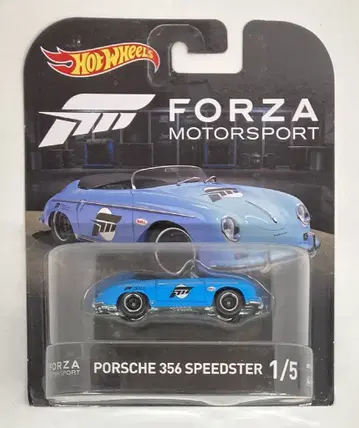 HOT WHEELS
FORZA
MOTORSPORT
FORZA
MOTORSPORT
PORSCHE 356 SPEEDSTER 1/5